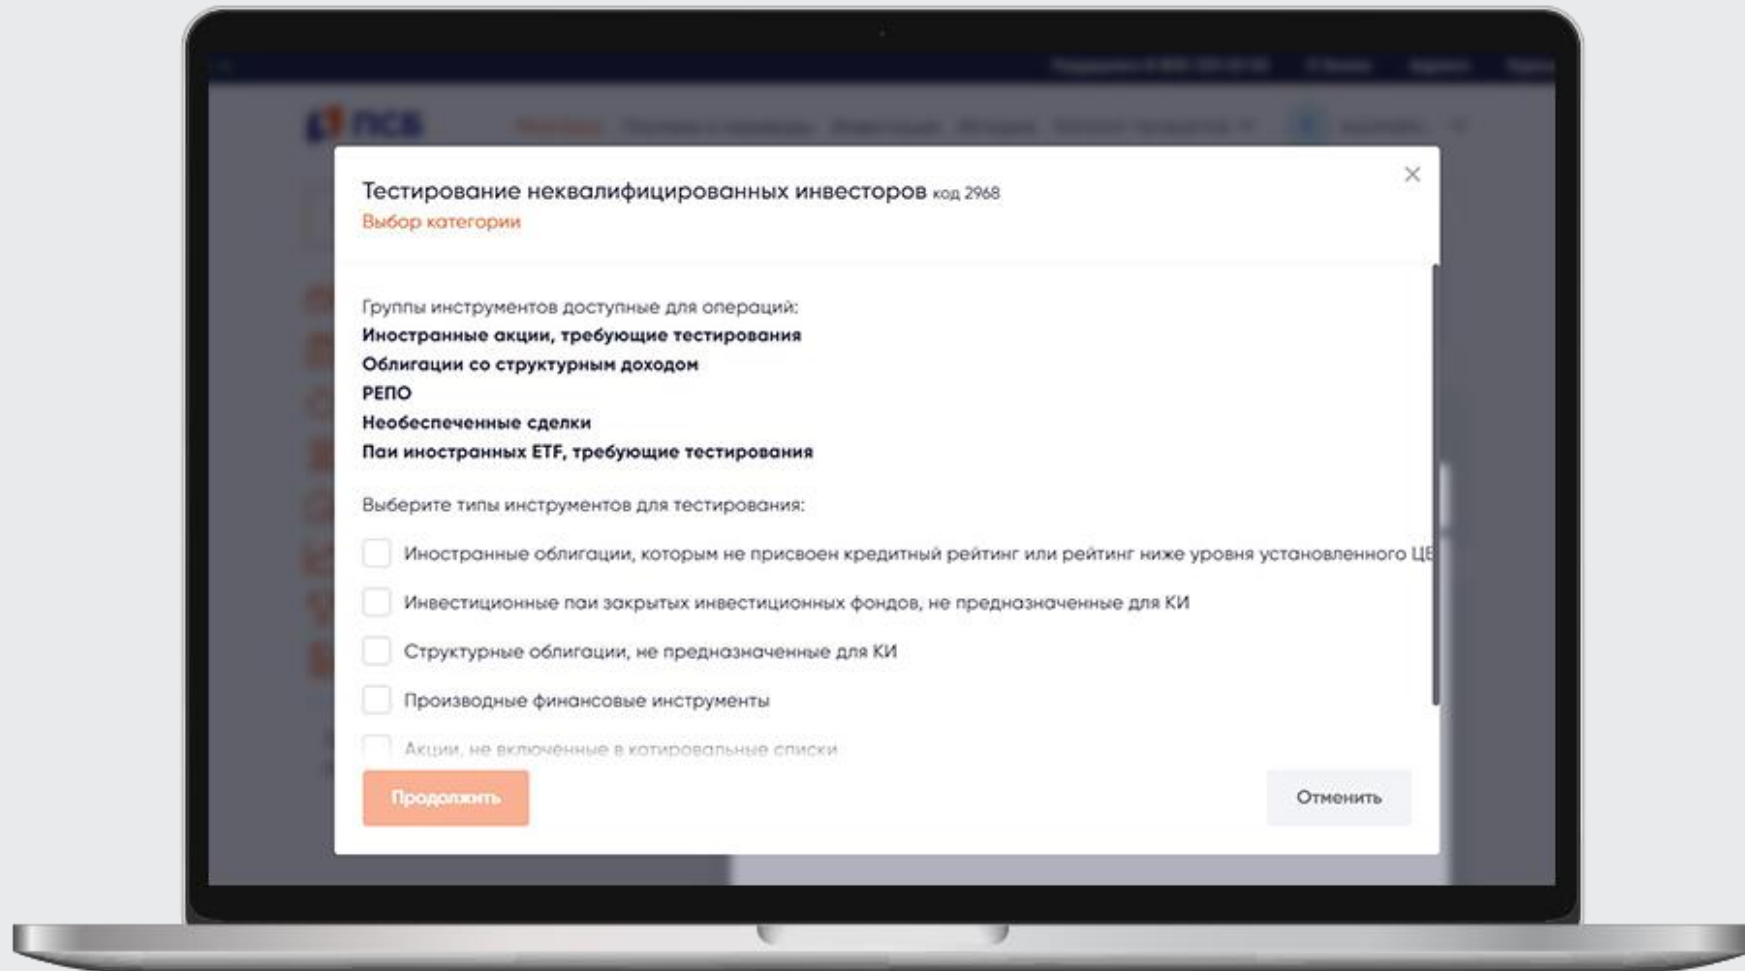 ПСБ
Тестирование неквалифицированных инвесторов код 2968
Выбор категории
Группы инструментов доступные для операций:
Иностранные акции, требующие тестирования
Облигации со структурным доходом
РЕПО
Необеспеченные сделки
Паи иностранных ETF, требующие тестирования
Выберите типы инструментов для тестирования:
Иностранные облигации, которым не присвоен кредитный рейтинг или рейтинг ниже уровня установленного ЦБ
Инвестиционные паи закрытых инвестиционных фондов, не предназначенные для КИ
Структурные облигации, не предназначенные для КИ
Производные финансовые инструменты
Акции, не включенные в котировальные списки
Продолжить
Отменить